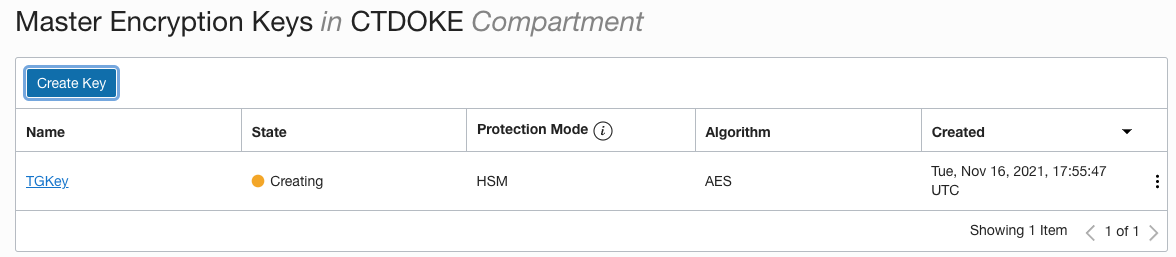 Master Encryption Keys in CTDOKE Compartment
Create Key
Name State Protection Mode i Algorithm Created
TGKey Creating HSM AES Tue, Nov 16, 2021, 17:55:47
UTC
Showing 1 Item 1 of 1